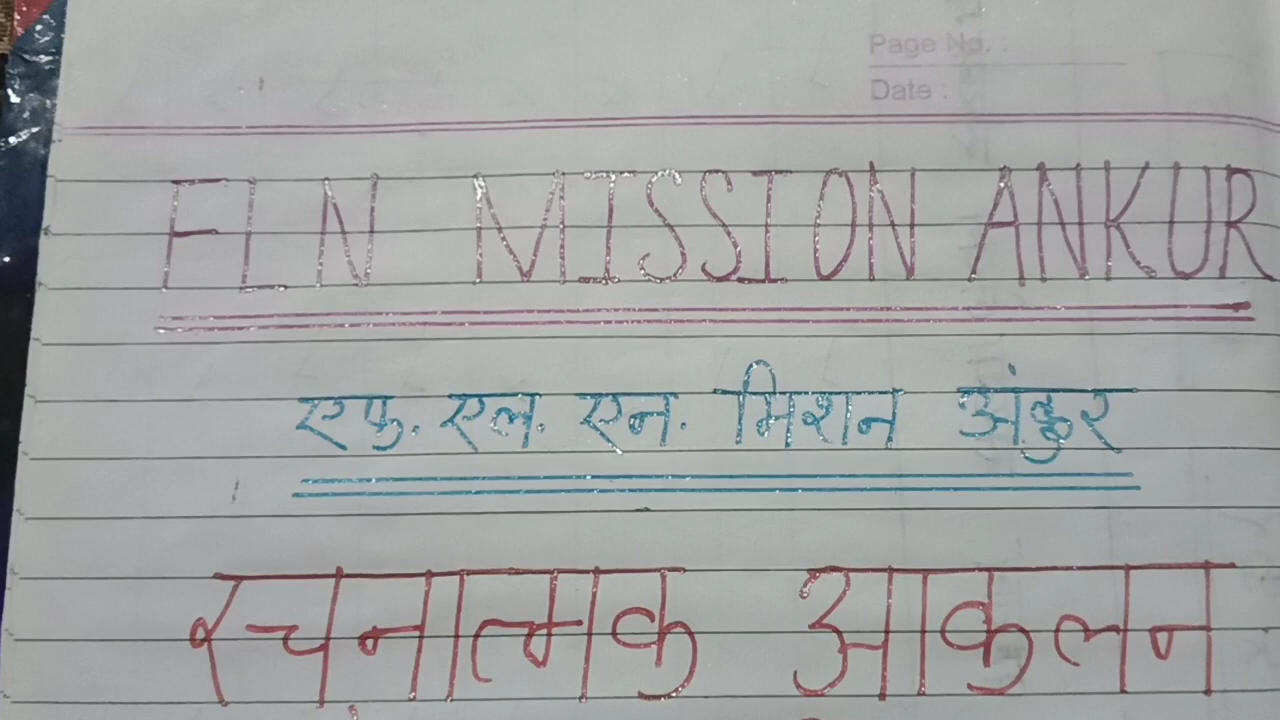 Page No. :
Date :
FLN MISSION ANKUR
एफ. एल. एन. मिशन अंकुर
रचनात्मक आकलन